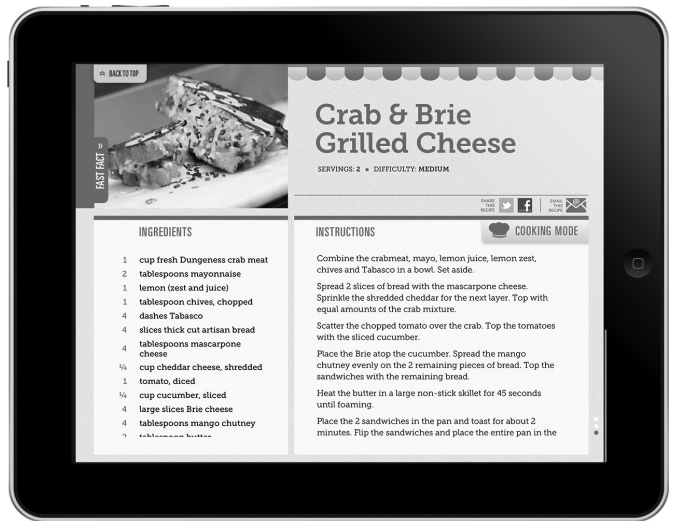 BACK TO TOP
FAST FACT
Crab & Brie
Grilled Cheese
SERVINGS: 2 • DIFFICULTY: MEDIUM
SHARE
THIS
RECIPE
EMAIL
THIS
RECIPE
INGREDIENTS
1 cup fresh Dungeness crab meat
2 tablespoons mayonnaise
1 lemon (zest and juice)
1 tablespoon chives, chopped
4 dashes Tabasco
4 slices thick cut artisan bread
4 tablespoons mascarpone
cheese
¼ cup cheddar cheese, shredded
1 tomato, diced
¼ cup cucumber, sliced
4 large slices Brie cheese
4 tablespoons mango chutney
2 tablespoon butter
INSTRUCTIONS
COOKING MODE
Combine the crabmeat, mayo, lemon juice, lemon zest,
chives and Tabasco in a bowl. Set aside.
Spread 2 slices of bread with the mascarpone cheese.
Sprinkle the shredded cheddar for the next layer. Top with
equal amounts of the crab mixture.
Scatter the chopped tomato over the crab. Top the tomatoes
with the sliced cucumber.
Place the Brie atop the cucumber. Spread the mango
chutney evenly on the 2 remaining pieces of bread. Top the
sandwiches with the remaining bread.
Heat the butter in a large non-stick skillet for 45 seconds
until foaming.
Place the 2 sandwiches in the pan and toast for about 2
minutes. Flip the sandwiches and place the entire pan in the